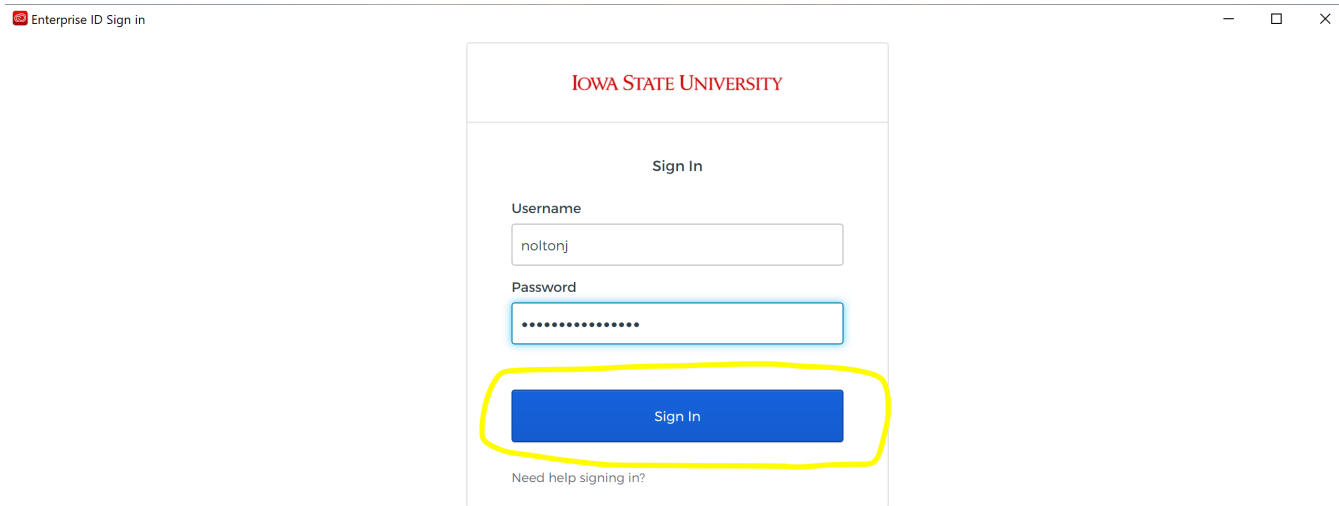 Enterprise ID Sign in
IOWA STATE UNIVERSITY
Sign In
Username
noltonj
Password
••••••••••••••••
Sign In
Need help signing in?